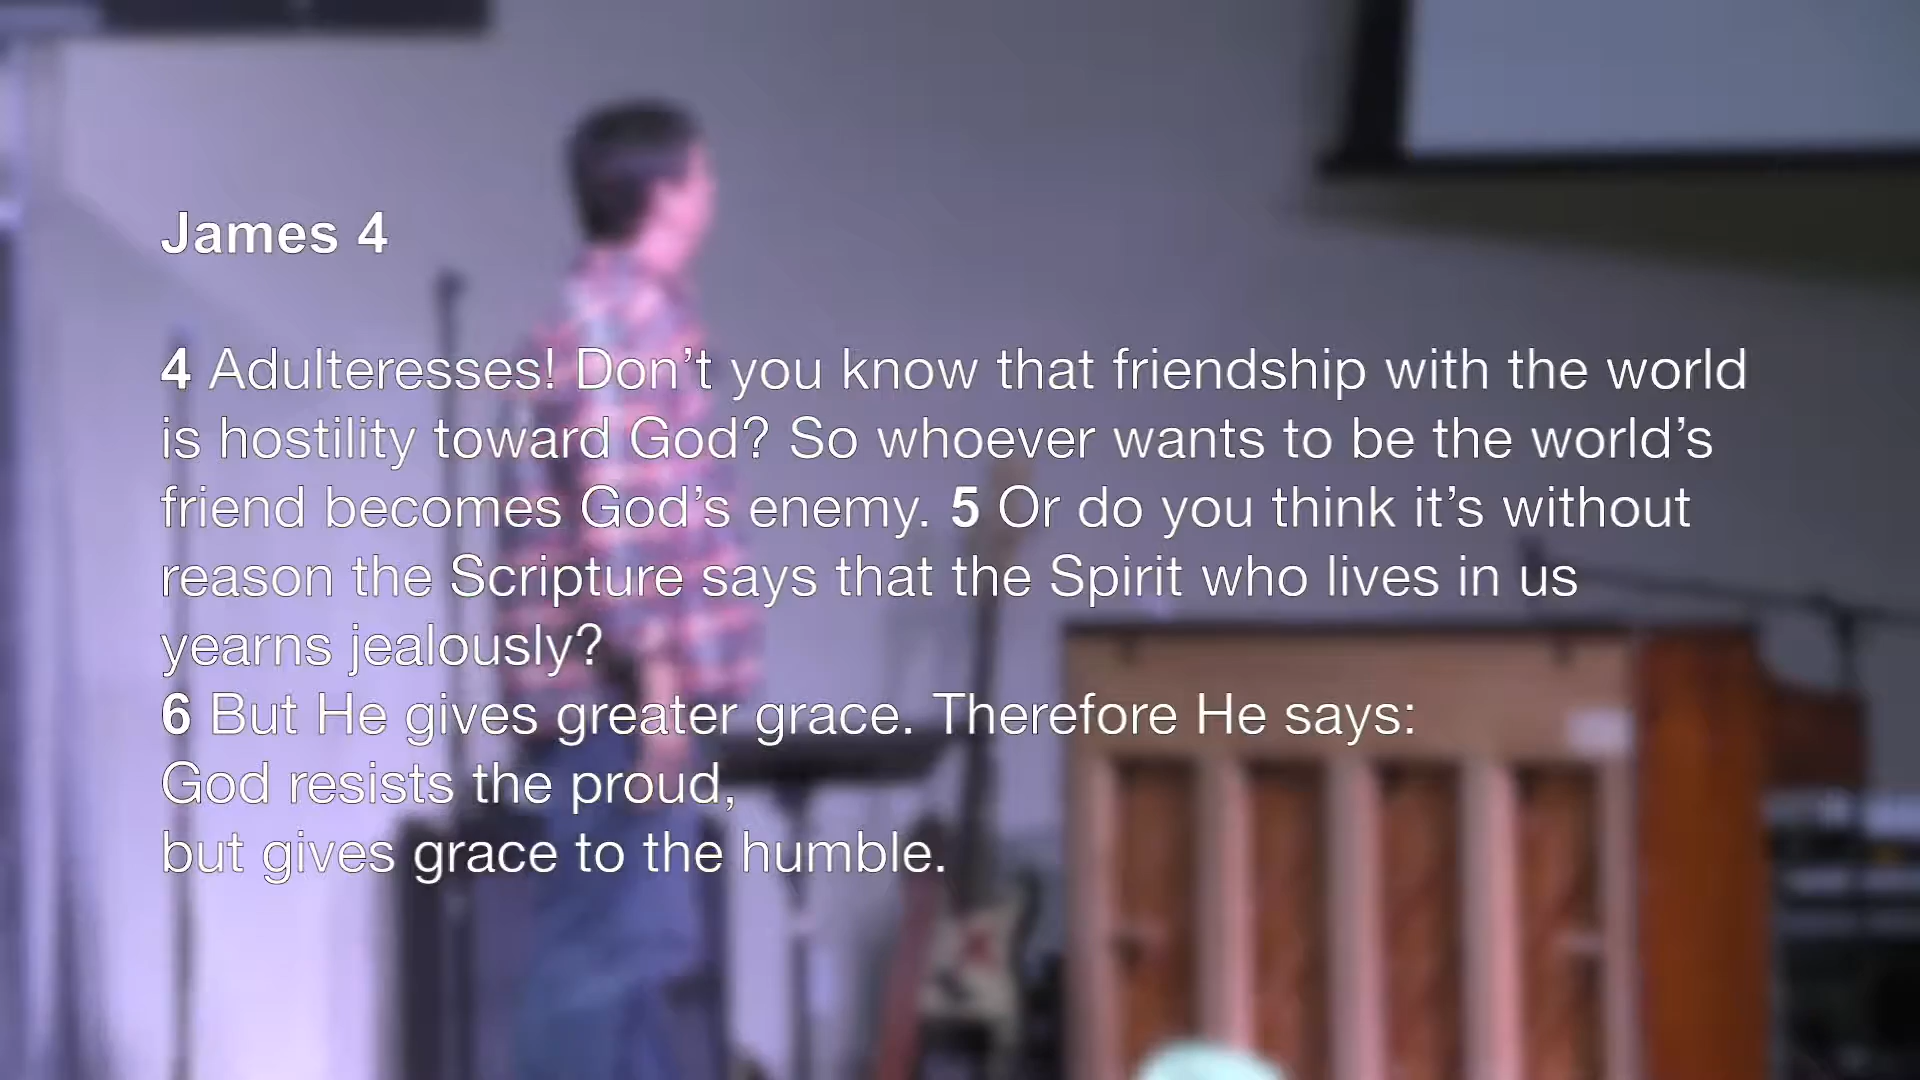 James 4
4 Adulteresses! Don’t you know that friendship with the world
is hostility toward God? So whoever wants to be the world’s
friend becomes God’s enemy. 5 Or do you think it’s without
reason the Scripture says that the Spirit who lives in us
yearns jealously?
6 But He gives greater grace. Therefore He says:
God resists the proud,
but gives grace to the humble.